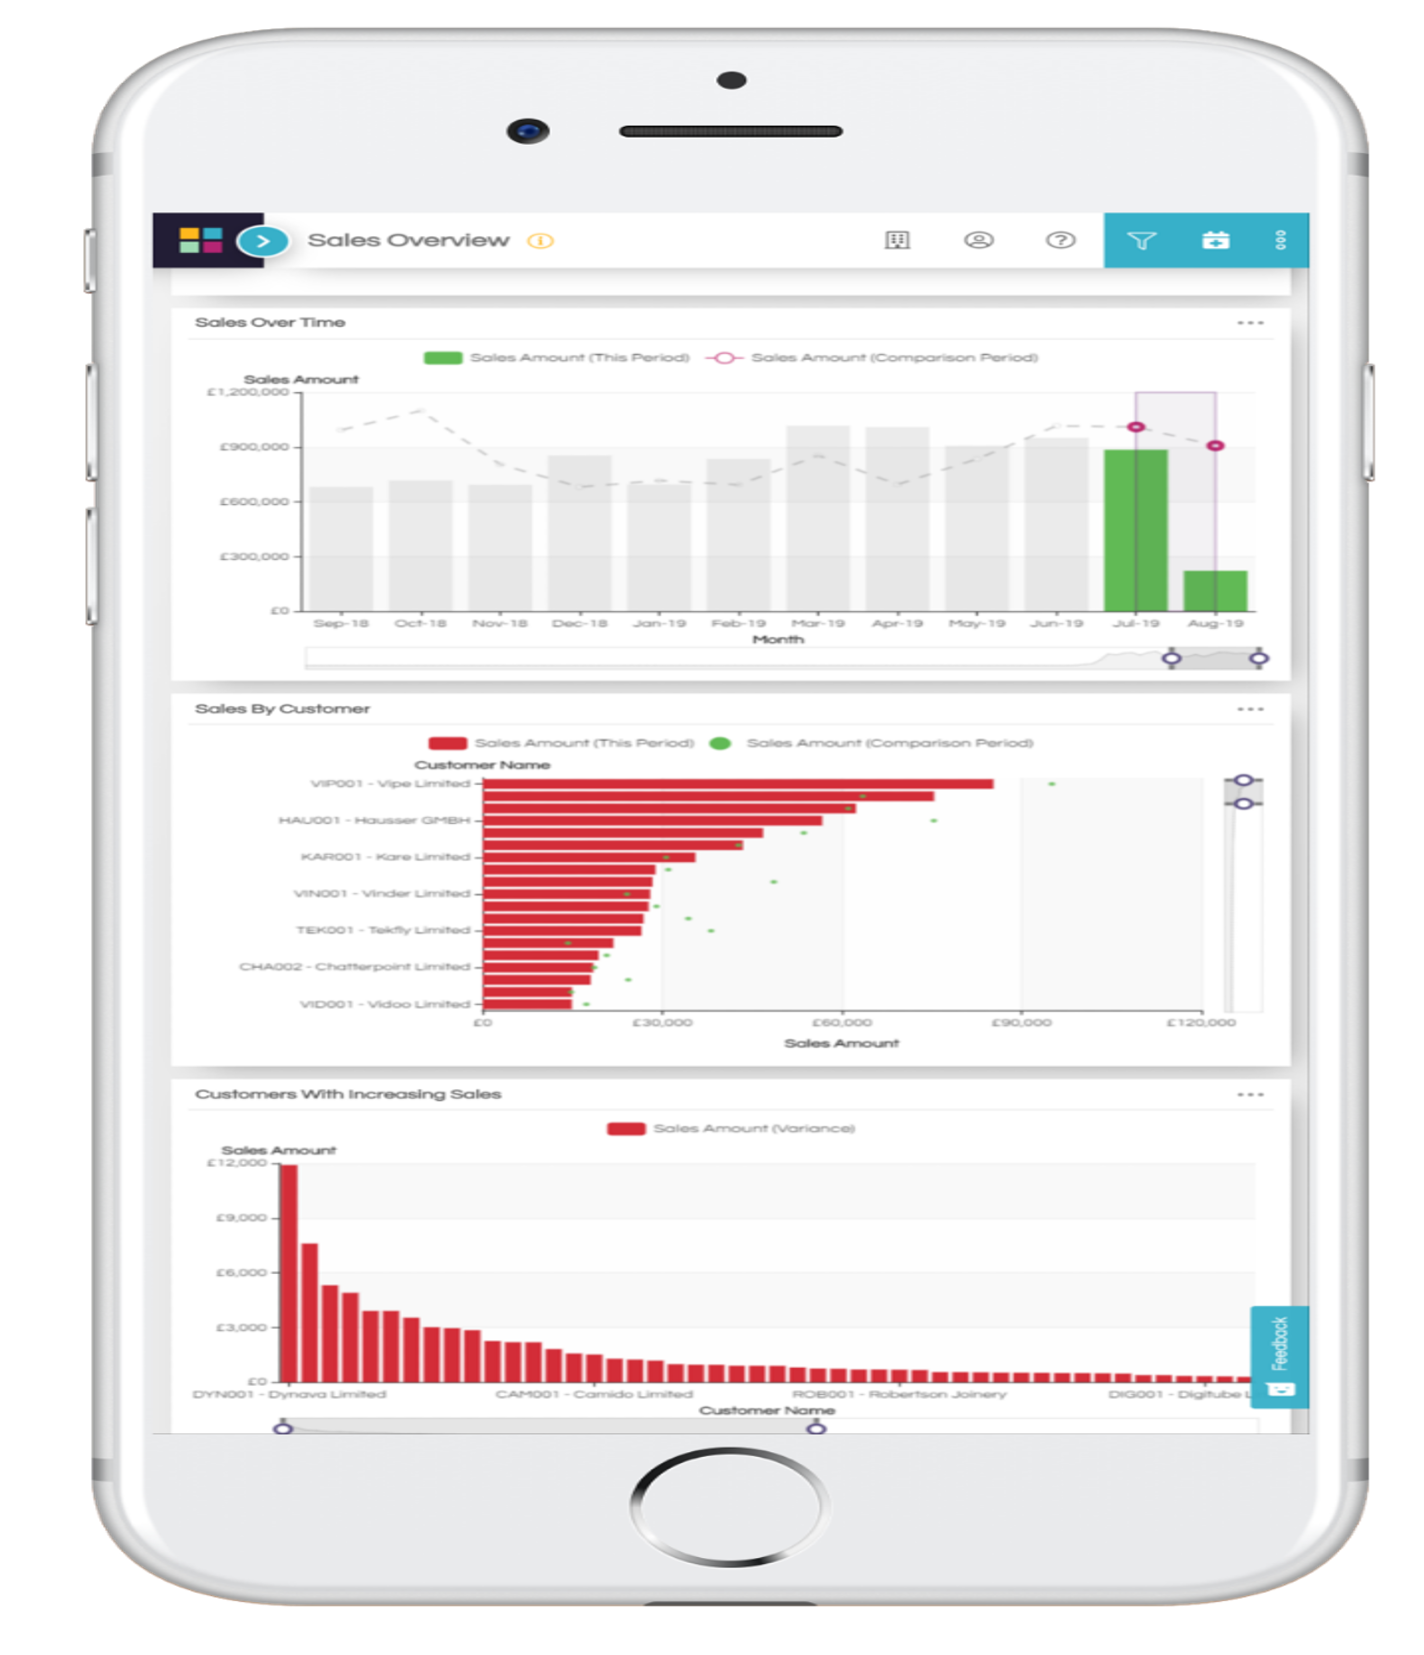 Sales Overview
Sales Over Time
Sales Amount (This Period) Sales Amount (Comparison Period)
Sales Amount
£1,200,000
£900,000
£600,000
£300,000
£0
Sep-18 Oct-18 Nov-18 Dec-18 Jan-19 Feb-19 Mar-19 Apr-19 May-19 Jun-19 Jul-19 Aug-19
Month
Sales By Customer
Sales Amount (This Period) Sales Amount (Comparison Period)
Customer Name
VIP001 - Vipe Limited
HAU001 - Hausser GMBH
KAR001 - Kare Limited
VIN001 - Vinder Limited
TEK001 - Tekfly Limited
CHA002 - Chatterpoint Limited
VID001 - Vidoo Limited
£0 £30,000 £60,000 £90,000 £120,000
Sales Amount
Customers With Increasing Sales
Sales Amount (Variance)
Sales Amount
£12,000
£9,000
£6,000
£3,000
£0
DYN001 - Dynava Limited CAM001 - Camido Limited ROB001 - Robertson Joinery DIG001 - Digitube L
Customer Name
Feedback